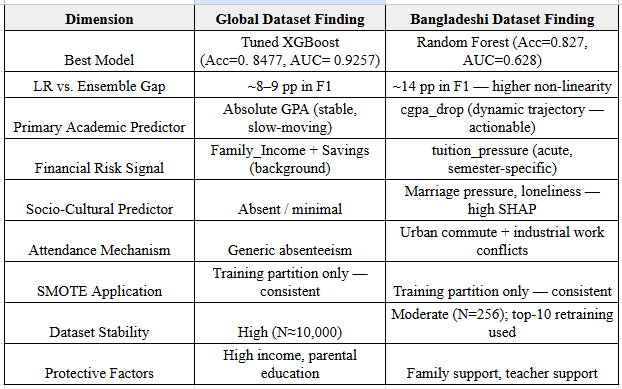 Dimension Global Dataset Finding Bangladeshi Dataset Finding
Best Model Tuned XGBoost (Acc=0. 8477, AUC= 0.9257) Random Forest (Acc=0.827, AUC=0.628)
LR vs. Ensemble Gap ~8–9 pp in F1 ~14 pp in F1 — higher non-linearity
Primary Academic Predictor Absolute GPA (stable, slow-moving) cgpa_drop (dynamic trajectory — actionable)
Financial Risk Signal Family_Income + Savings (background) tuition_pressure (acute, semester-specific)
Socio-Cultural Predictor Absent / minimal Marriage pressure, loneliness — high SHAP
Attendance Mechanism Generic absenteeism Urban commute + industrial work conflicts
SMOTE Application Training partition only — consistent Training partition only — consistent
Dataset Stability High (N≈10,000) Moderate (N=256); top-10 retraining used
Protective Factors High income, parental education Family support, teacher support